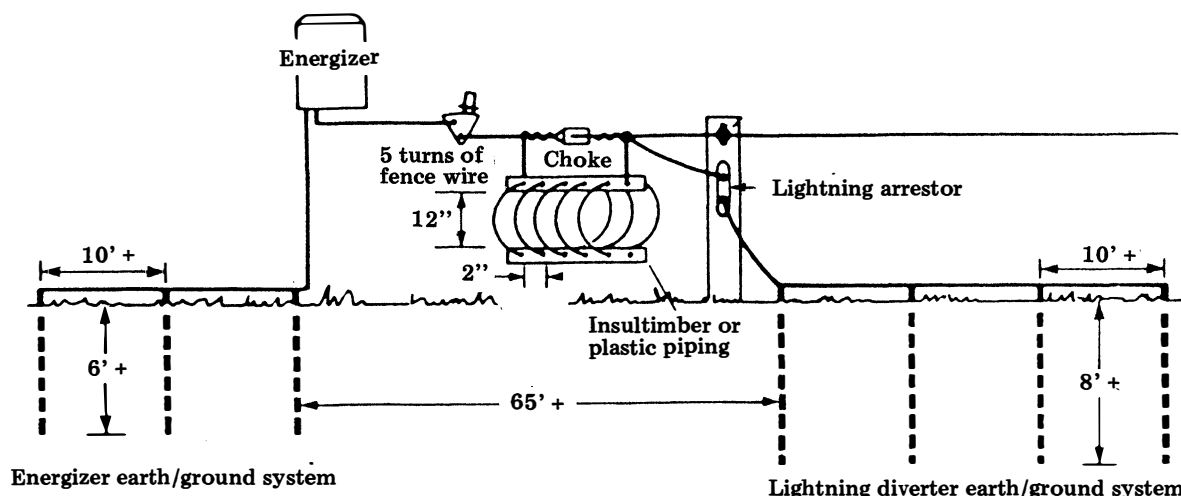 Energizer
5 turns of
fence wire
Choke
Lightning arrestor
12’’
10’ +
10’ +
2’’
Insultimber or
plastic piping
6’ +
8’ +
65’ +
Energizer earth/ground system
Lightning diverter earth/ground system